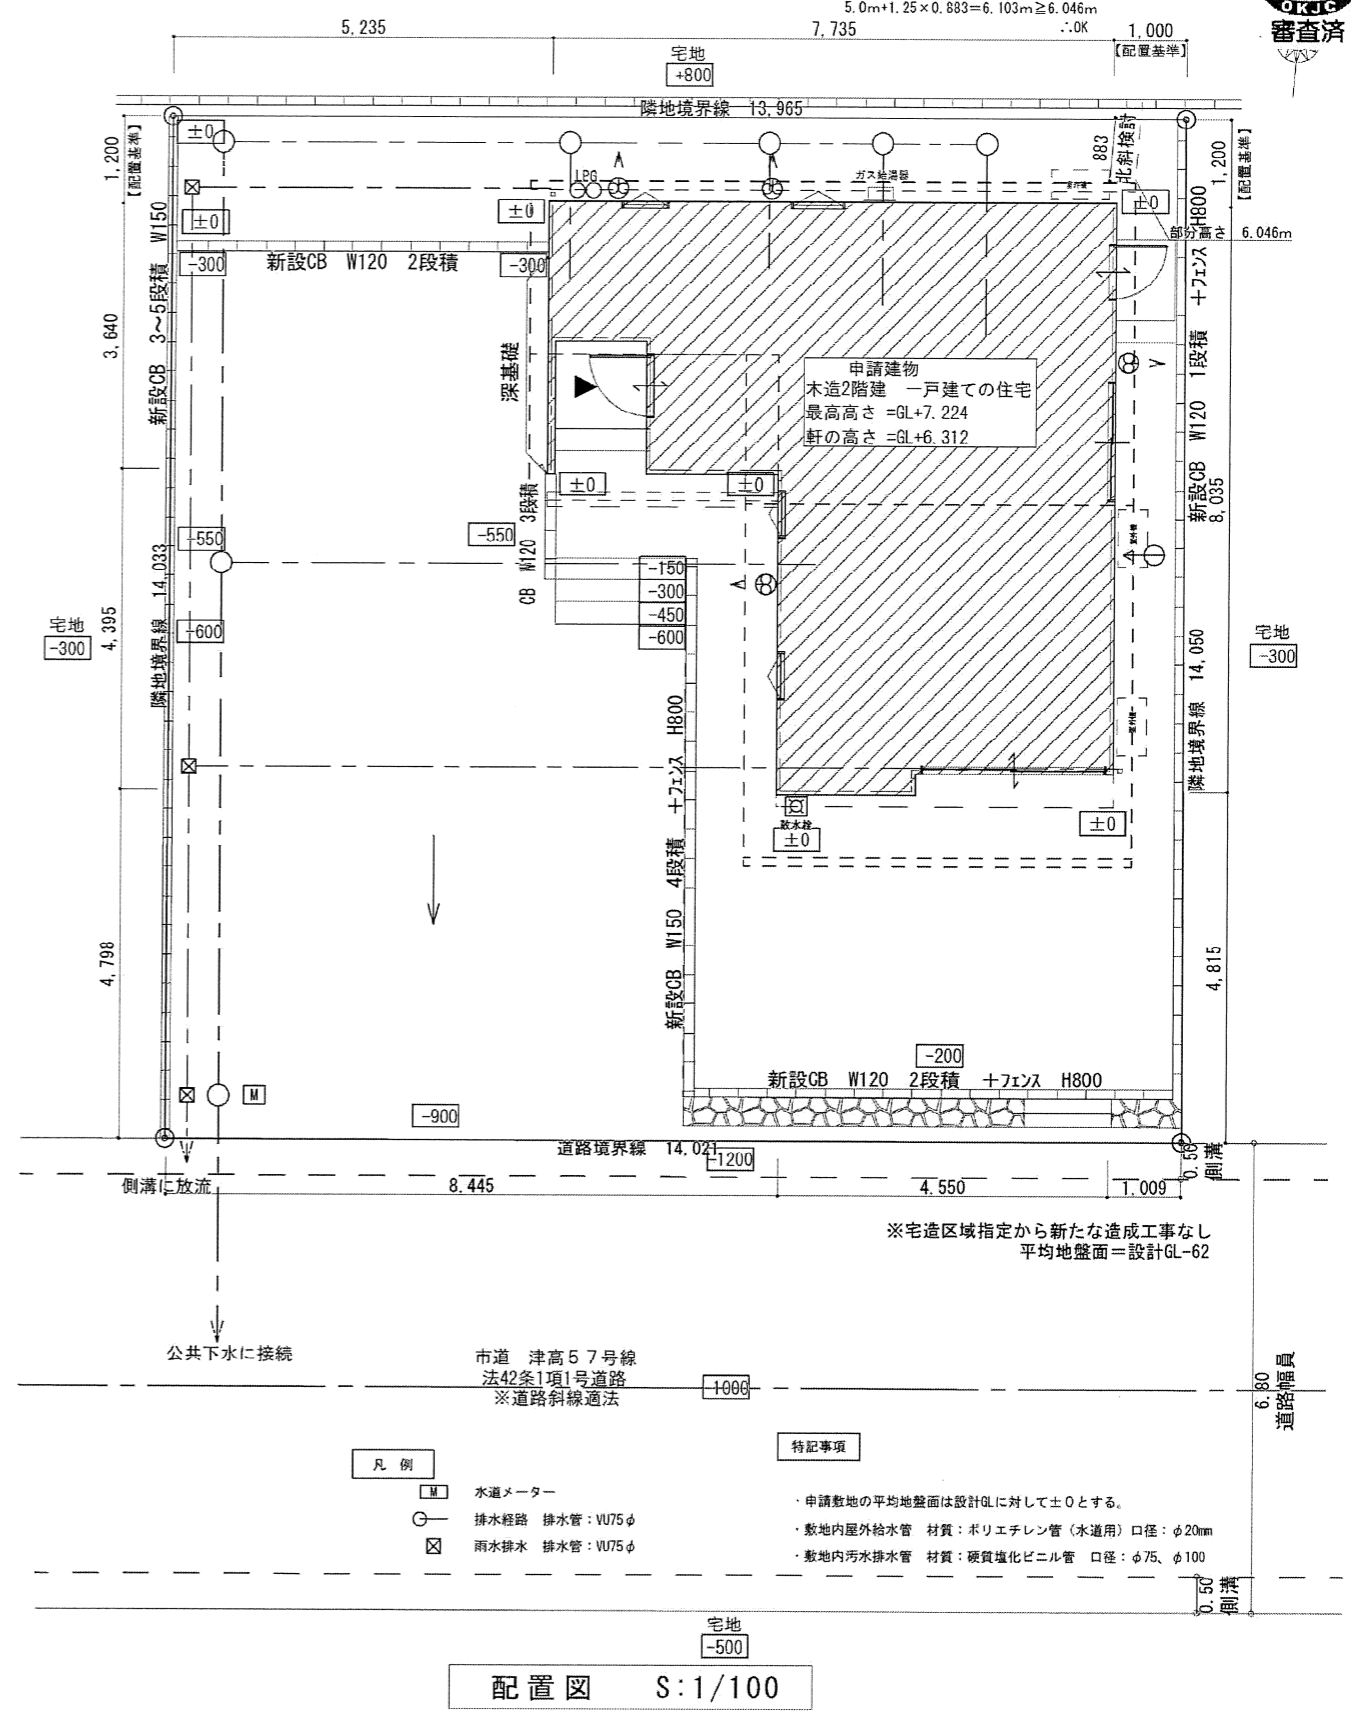 5.0m+1.25×0.883=6.103m≧6.046m
∴OK
OKJC
審査済
5,235
7,735
1,000
【配置基準】
宅地
+800
隣地境界線 13,965
±0
1,200
【配置基準】
883
北斜検討
1,200
【配置基準】
LPG
ガス給湯器
室外機
±0
±0
±0
部分高さ 6.046m
-300
新設CB W120 2段積
-300
新設CB 3〜5段積 W150
3,640
深基礎
申請建物
木造2階建 一戸建ての住宅
最高高さ =GL+7.224
軒の高さ =GL+6.312
新設CB W120 1段積 +フェンス H800
8,035
±0
±0
-550
-550
CB W120 3段積
室外機
-150
-300
-450
-600
-600
宅地
-300
4,395
隣地境界線 14,033
宅地
-300
隣地境界線 14,050
室外機
新設CB W150 4段積 +フェンス H800
散水栓
±0
±0
4,798
4,815
-200
新設CB W120 2段積 +フェンス H800
M
-900
道路境界線 14,021
-1200
0.50
側溝
側溝に放流
8.445
4.550
1.009
※宅造区域指定から新たな造成工事なし
平均地盤面=設計GL-62
公共下水に接続
市道 津高57号線
法42条1項1号道路
※道路斜線適法
-1000
6.80
道路幅員
凡 例
M 水道メーター
排水経路 排水管：VU75φ
雨水排水 排水管：VU75φ
特記事項
・申請敷地の平均地盤面は設計GLに対して±0とする。
・敷地内屋外給水管 材質：ポリエチレン管（水道用）口径：φ20mm
・敷地内汚水排水管 材質：硬質塩化ビニル管 口径：φ75、φ100
0.50
側溝
宅地
-500
配置図 S:1/100